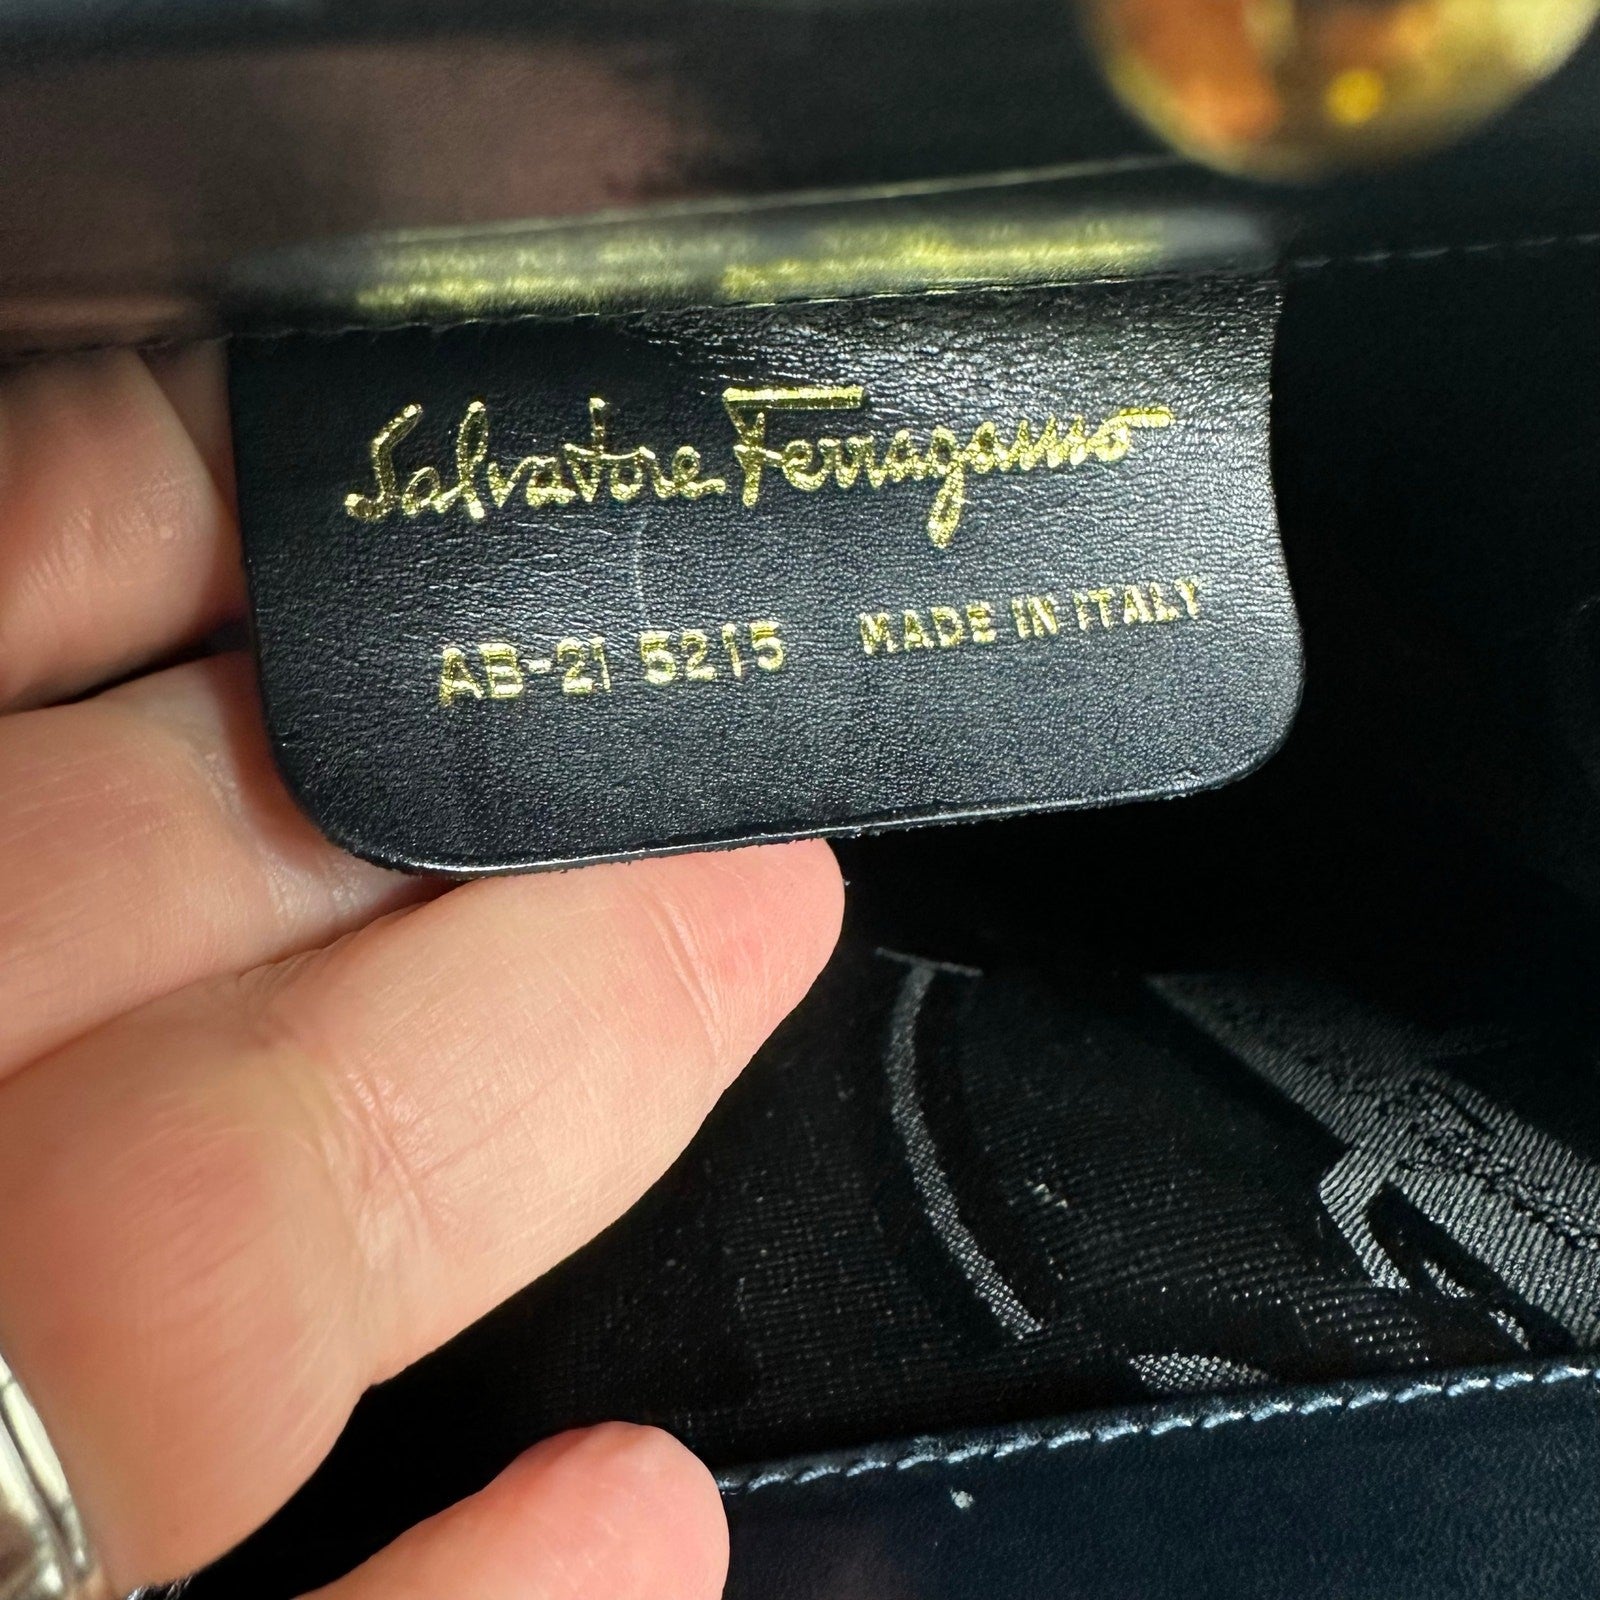 Salvatore Ferragamo
AB-21 5215 MADE IN ITALY